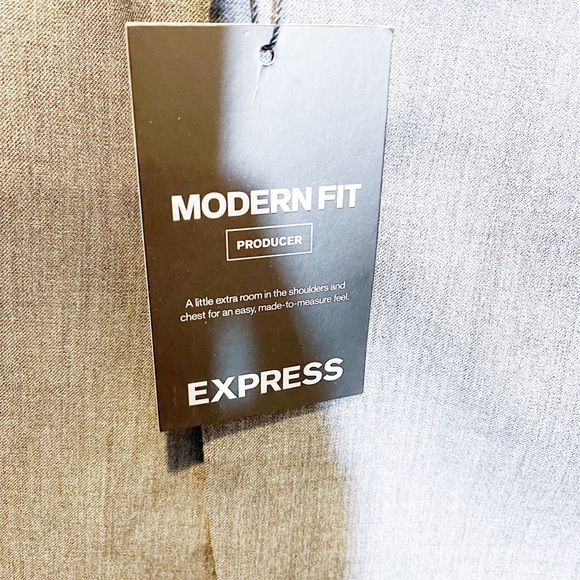 MODERN FIT
PRODUCER
A little extra room in the shoulders and
chest for an easy, made-to-measure feel.
EXPRESS